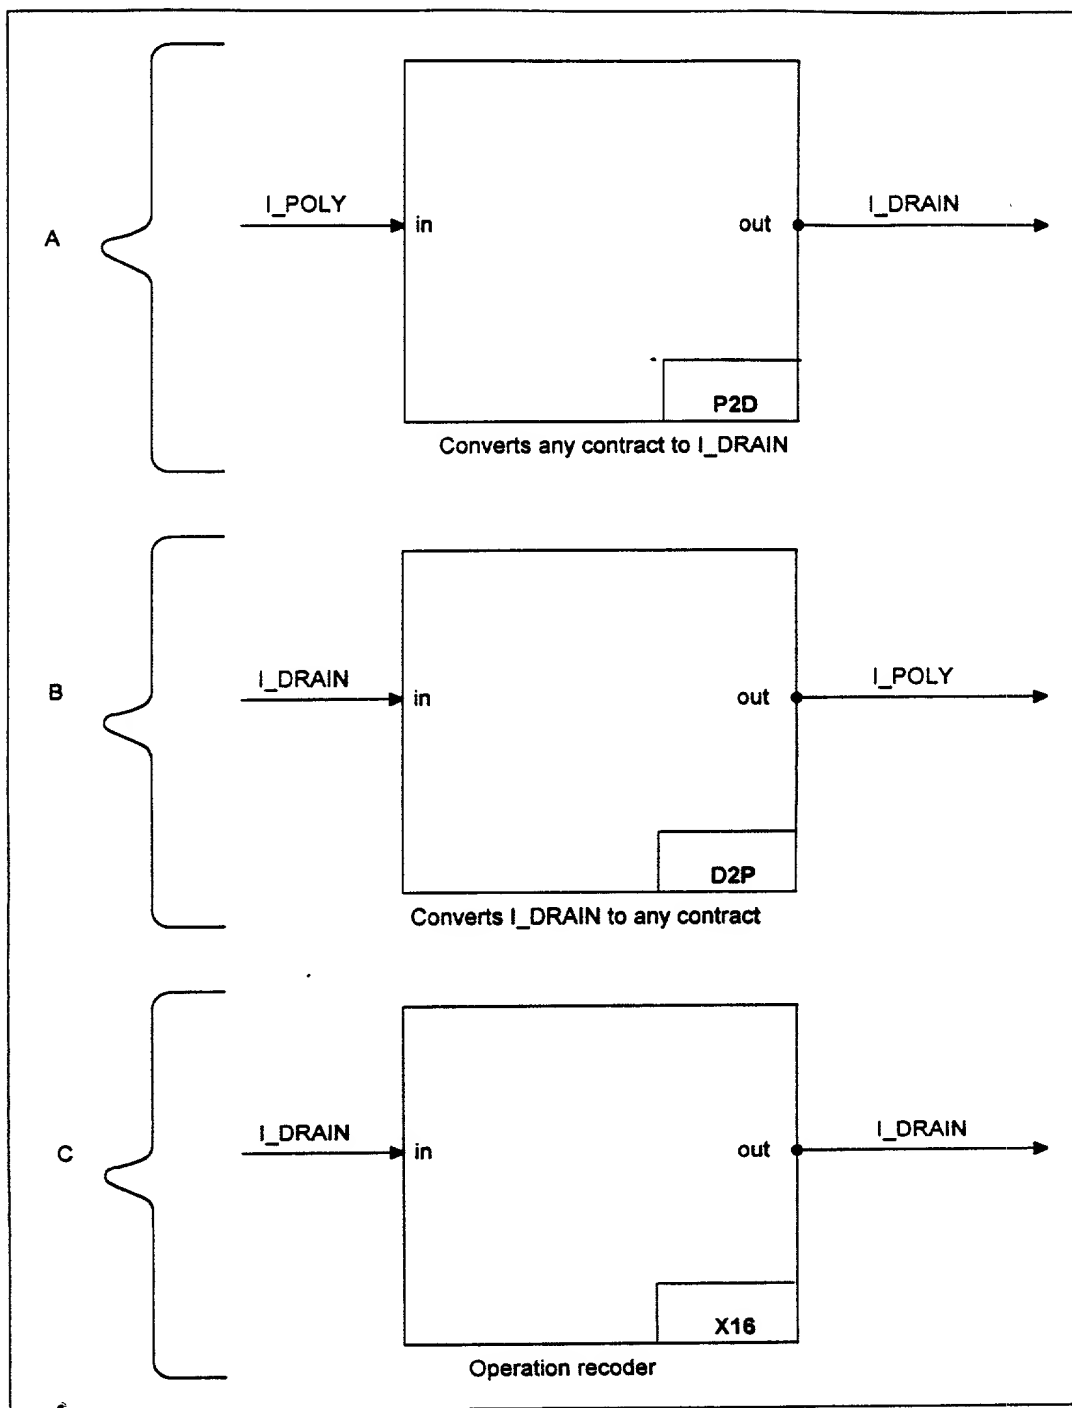 A
I_POLY
in
out
I_DRAIN
P2D
Converts any contract to I_DRAIN
B
I_DRAIN
in
out
I_POLY
D2P
Converts I_DRAIN to any contract
C
I_DRAIN
in
out
I_DRAIN
X16
Operation recoder